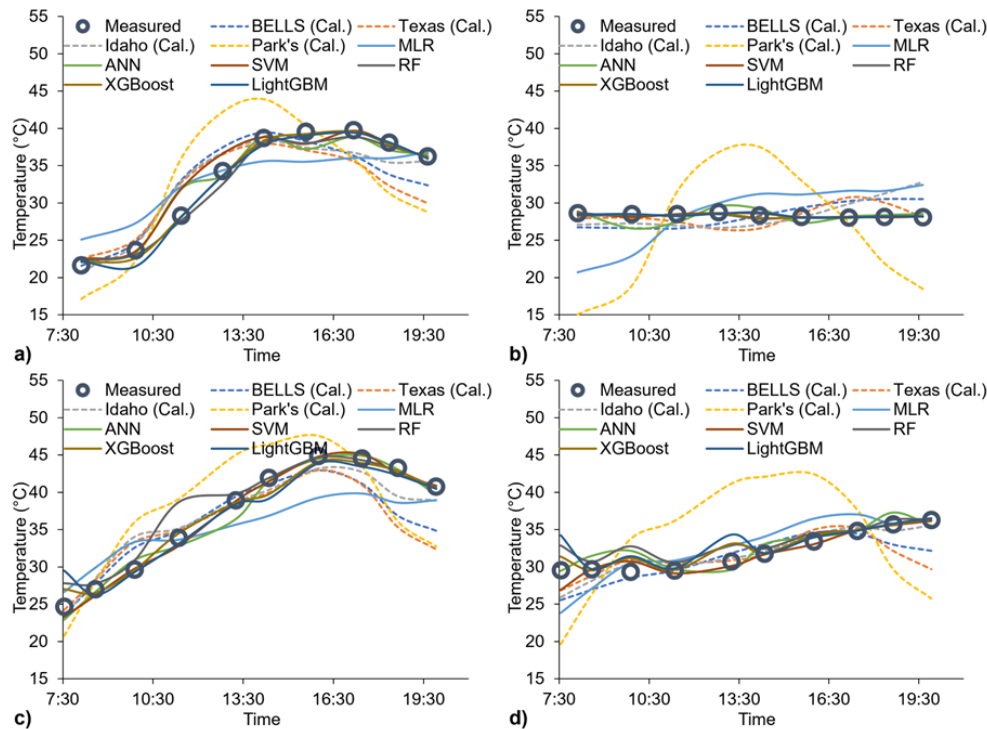 55
50
45
40
35
30
25
20
15
Temperature (°C)
Measured BELLS (Cal.) Texas (Cal.)
Idaho (Cal.) Park's (Cal.) MLR
ANN SVM RF
XGBoost LightGBM
7:30 10:30 13:30 16:30 19:30
Time
a)
55
50
45
40
35
30
25
20
15
Temperature (°C)
Measured BELLS (Cal.) Texas (Cal.)
Idaho (Cal.) Park's (Cal.) MLR
ANN SVM RF
XGBoost LightGBM
7:30 10:30 13:30 16:30 19:30
Time
b)
55
50
45
40
35
30
25
20
15
Temperature (°C)
Measured BELLS (Cal.) Texas (Cal.)
Idaho (Cal.) Park's (Cal.) MLR
ANN SVM RF
XGBoost LightGBM
7:30 10:30 13:30 16:30 19:30
Time
c)
55
50
45
40
35
30
25
20
15
Temperature (°C)
Measured BELLS (Cal.) Texas (Cal.)
Idaho (Cal.) Park's (Cal.) MLR
ANN SVM RF
XGBoost LightGBM
7:30 10:30 13:30 16:30 19:30
Time
d)